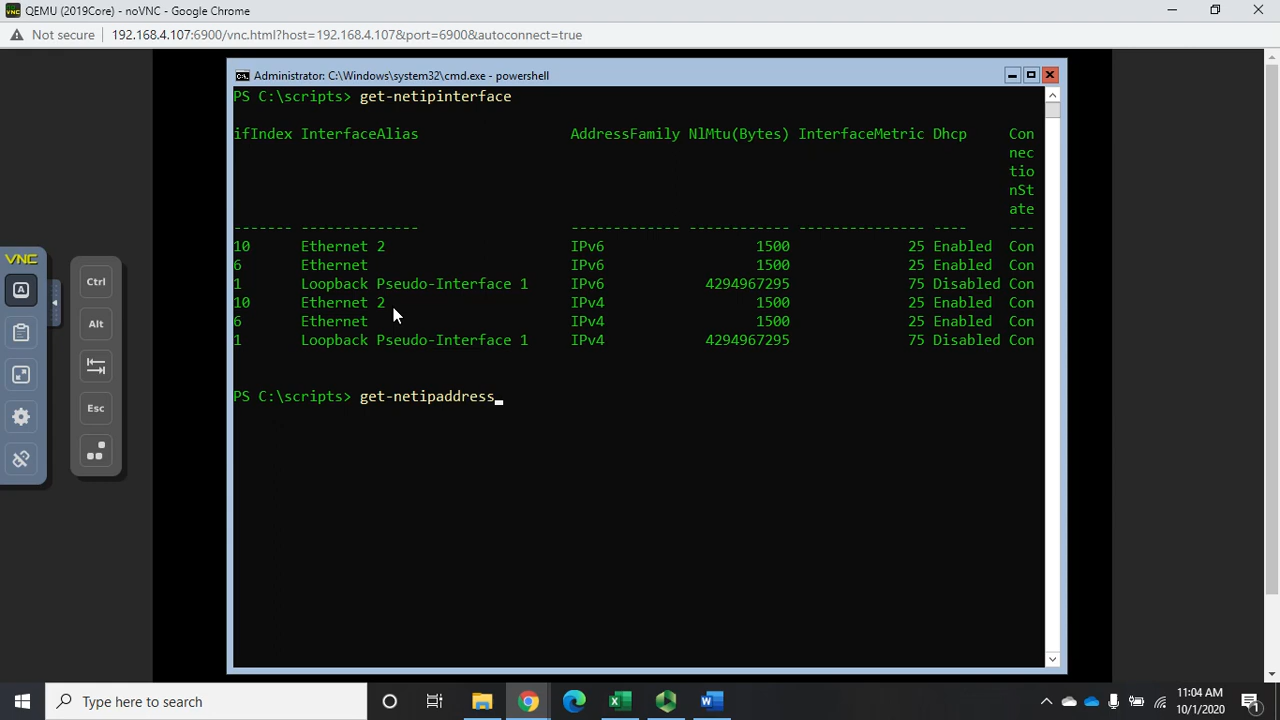 QEMU (2019Core) - noVNC - Google Chrome
Not secure 192.168.4.107:6900/vnc.html?host=192.168.4.107&port=6900&autoconnect=true
Administrator: C:\Windows\system32\cmd.exe - powershell
PS C:\scripts> get-netipinterface
ifIndex InterfaceAlias AddressFamily NlMtu(Bytes) InterfaceMetric Dhcp Con
nec
tio
nSt
ate
------- -------------- ------------- ------------ --------------- ---- ---
10 Ethernet 2 IPv6 1500 25 Enabled Con
6 Ethernet IPv6 1500 25 Enabled Con
1 Loopback Pseudo-Interface 1 IPv6 4294967295 75 Disabled Con
10 Ethernet 2 IPv4 1500 25 Enabled Con
6 Ethernet IPv4 1500 25 Enabled Con
1 Loopback Pseudo-Interface 1 IPv4 4294967295 75 Disabled Con
PS C:\scripts> get-netipaddress_
VNC
A
Ctrl
Alt
Esc
Type here to search
11:04 AM
10/1/2020
1